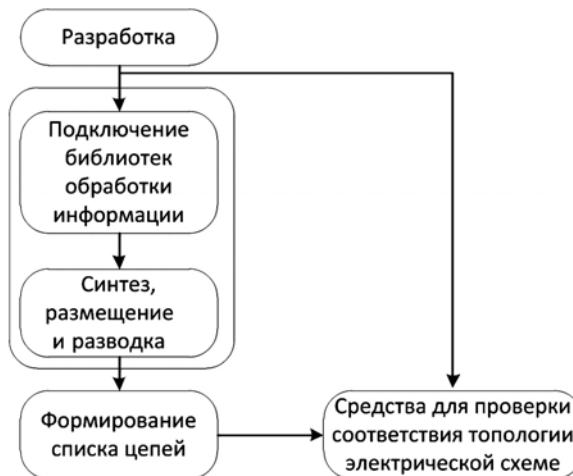 Разработка
Подключение
библиотек
обработки
информации
Синтез,
размещение
и разводка
Формирование
списка цепей
Средства для проверки
соответствия топологии
электрической схеме